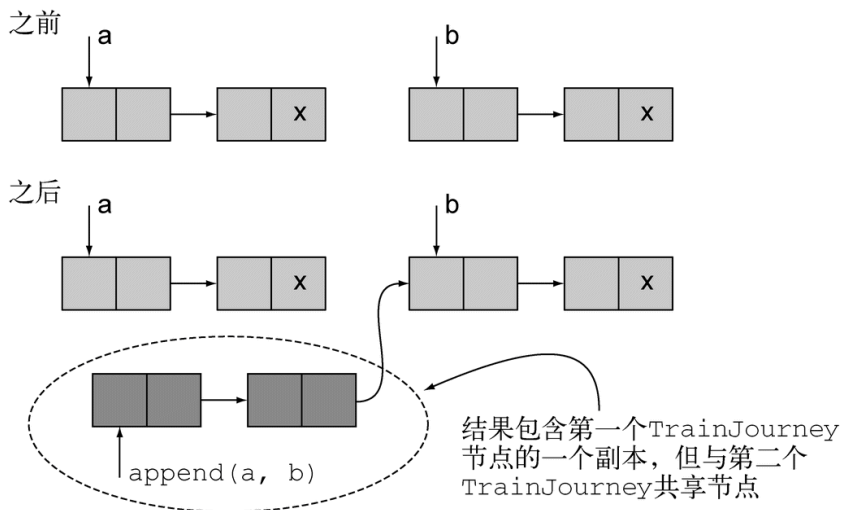 之前
a
b
x
x
之后
a
b
x
x
append(a, b)
结果包含第一个TrainJourney
节点的一个副本，但与第二个
TrainJourney共享节点